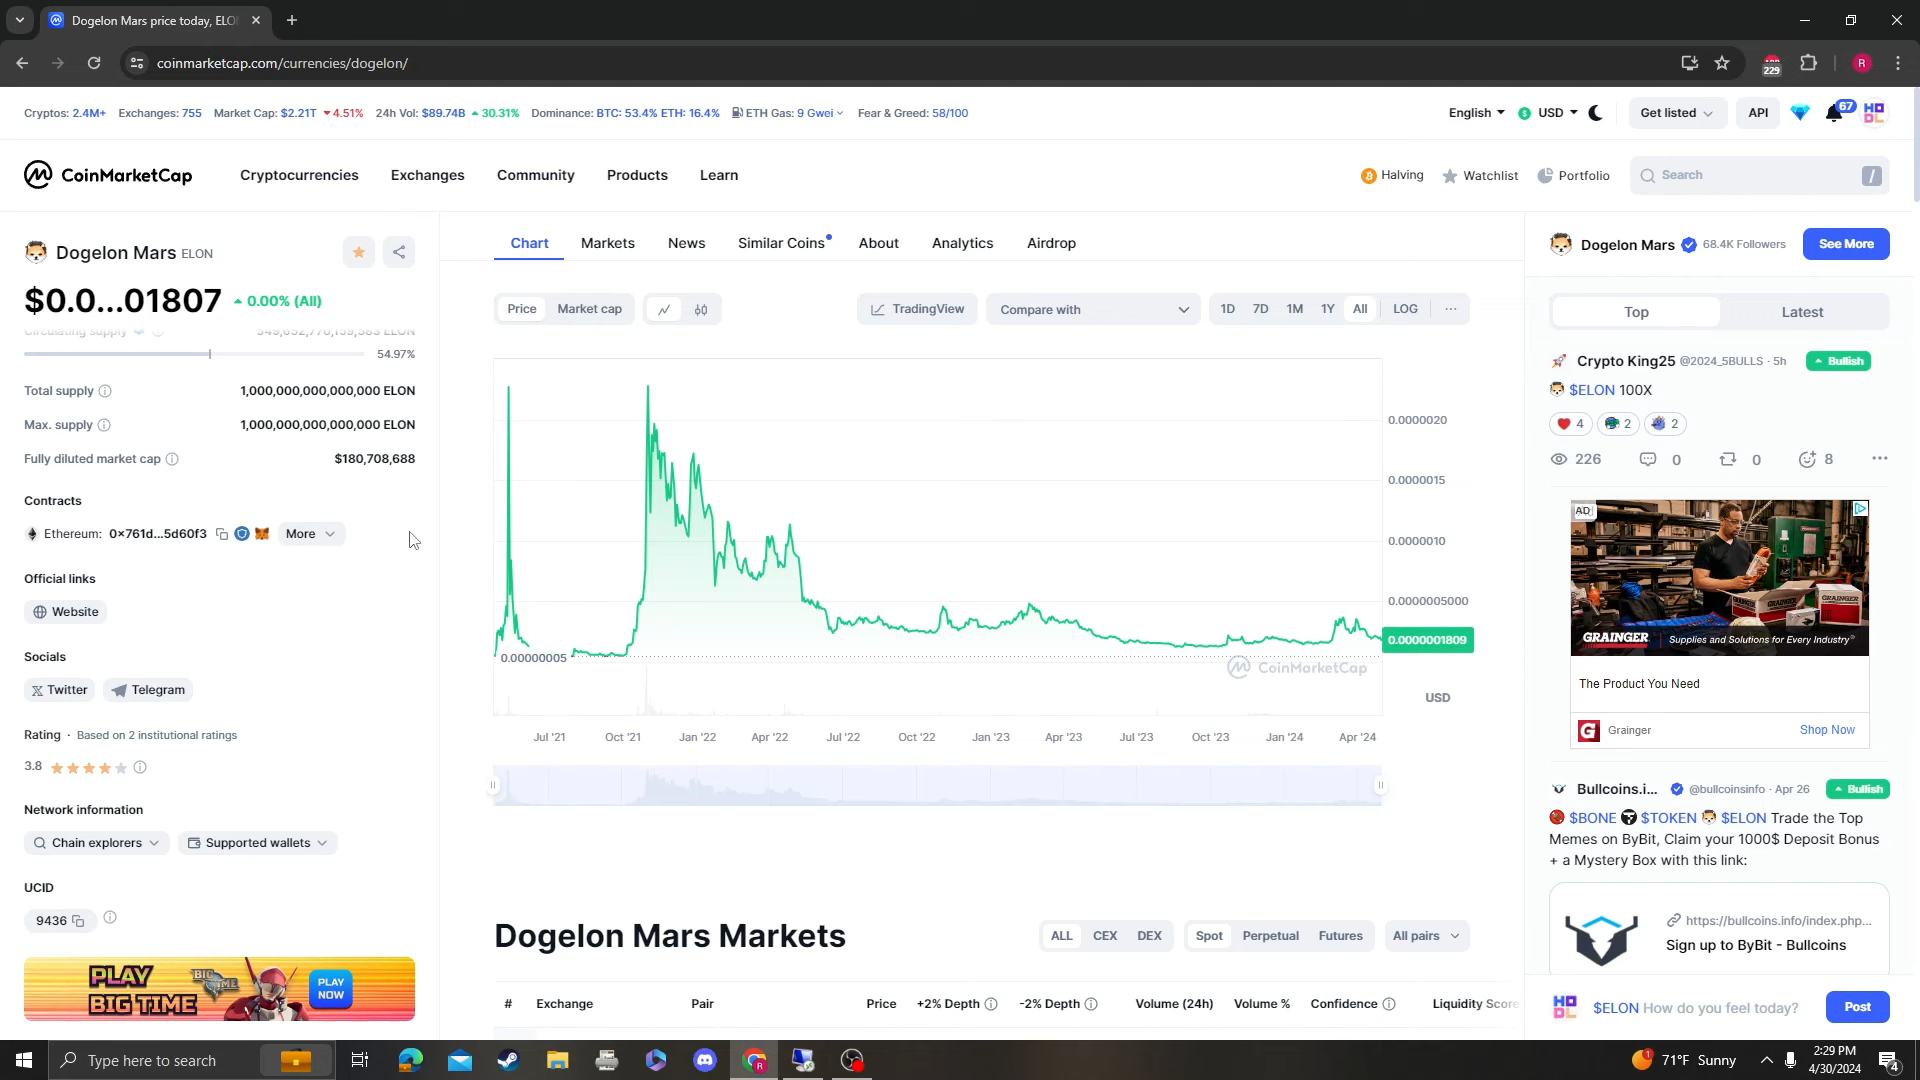 Dogelon Mars price today, ELO
coinmarketcap.com/currencies/dogelon/
229
R
Cryptos: 2.4M+ Exchanges: 755 Market Cap: $2.21T 4.51% 24h Vol: $89.74B 30.31% Dominance: BTC: 53.4% ETH: 16.4% ETH Gas: 9 Gwei Fear & Greed: 58/100
English USD Get listed API 67
CoinMarketCap Cryptocurrencies Exchanges Community Products Learn
Halving Watchlist Portfolio Search /
Dogelon Mars ELON
$0.0...01807 0.00% (All)
Circulating supply
54.97%
Total supply 1,000,000,000,000,000 ELON
Max. supply 1,000,000,000,000,000 ELON
Fully diluted market cap $180,708,688
Contracts
Ethereum: 0x761d...5d60f3 More
Official links
Website
Socials
Twitter Telegram
Rating · Based on 2 institutional ratings
3.8
Network information
Chain explorers Supported wallets
UCID
9436
PLAY
BIG TIME
BIG TIME
PLAY
NOW
Chart Markets News Similar Coins About Analytics Airdrop
Price Market cap TradingView Compare with 1D 7D 1M 1Y All LOG ...
0.0000020
0.0000015
0.0000010
0.0000005000
0.0000001809
0.00000005
CoinMarketCap
USD
Jul '21 Oct '21 Jan '22 Apr '22 Jul '22 Oct '22 Jan '23 Apr '23 Jul '23 Oct '23 Jan '24 Apr '24
Dogelon Mars Markets
ALL CEX DEX Spot Perpetual Futures All pairs
# Exchange Pair Price +2% Depth -2% Depth Volume (24h) Volume % Confidence Liquidity Score
Dogelon Mars 68.4K Followers See More
Top Latest
Crypto King25 @2024_5BULLS · 5h Bullish
$ELON 100X
4 2 2
226 0 0 8
AD
GRAINGER
GRAINGER
GRAINGER Supplies and Solutions for Every Industry
The Product You Need
G Grainger Shop Now
Bullcoins.i... @bullcoinsinfo · Apr 26 Bullish
$BONE $TOKEN $ELON Trade the Top
Memes on ByBit, Claim your 1000$ Deposit Bonus
+ a Mystery Box with this link:
https://bullcoins.info/index.php...
Sign up to ByBit - Bullcoins
HODL $ELON How do you feel today? Post
Type here to search
1 71°F Sunny
2:29 PM
4/30/2024
4